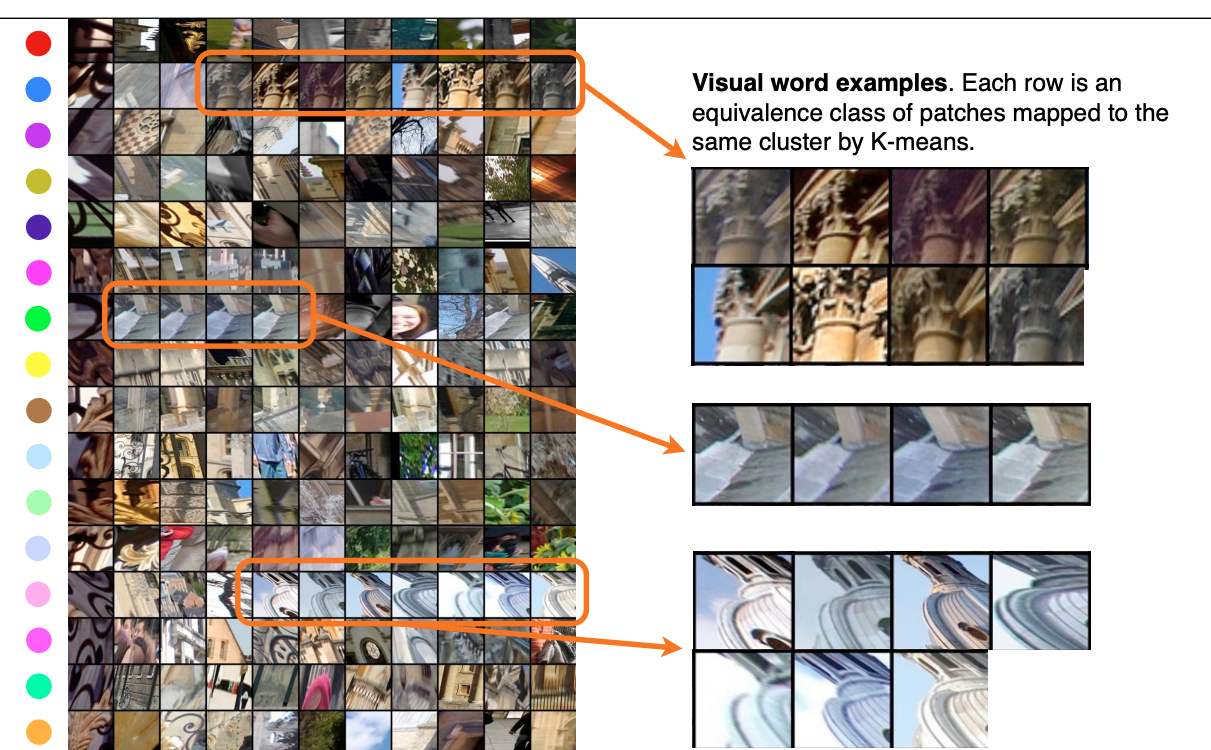 Visual word examples. Each row is an
equivalence class of patches mapped to the
same cluster by K-means.